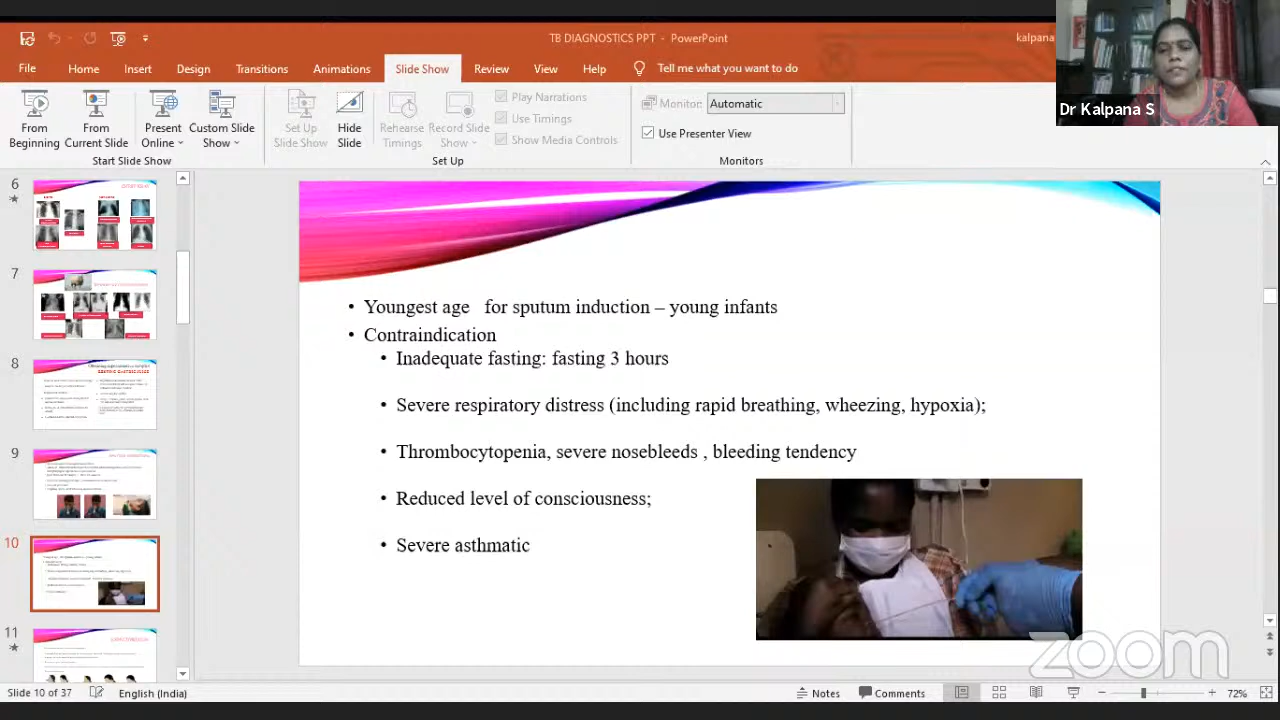 TB DIAGNOSTICS PPT - PowerPoint
kalpana
File Home Insert Design Transitions Animations Slide Show Review View Help Tell me what you want to do
From Beginning
From Current Slide
Present Online
Custom Slide Show
Start Slide Show
Set Up Slide Show
Hide Slide
Rehearse Timings
Record Slide Show
Play Narrations
Use Timings
Show Media Controls
Set Up
Monitor: Automatic
Use Presenter View
Monitors
Dr Kalpana S
6
7
8
10
11
• Youngest age for sputum induction – young infants
• Contraindication
• Inadequate fasting: fasting 3 hours
Severe respiratory distress (including rapid breathing, wheezing, hypoxia);
• Thrombocytopenia, severe nosebleeds , bleeding tendency
• Reduced level of consciousness;
• Severe asthmatic
zoom
Slide 10 of 37 English (India) Notes Comments 72%